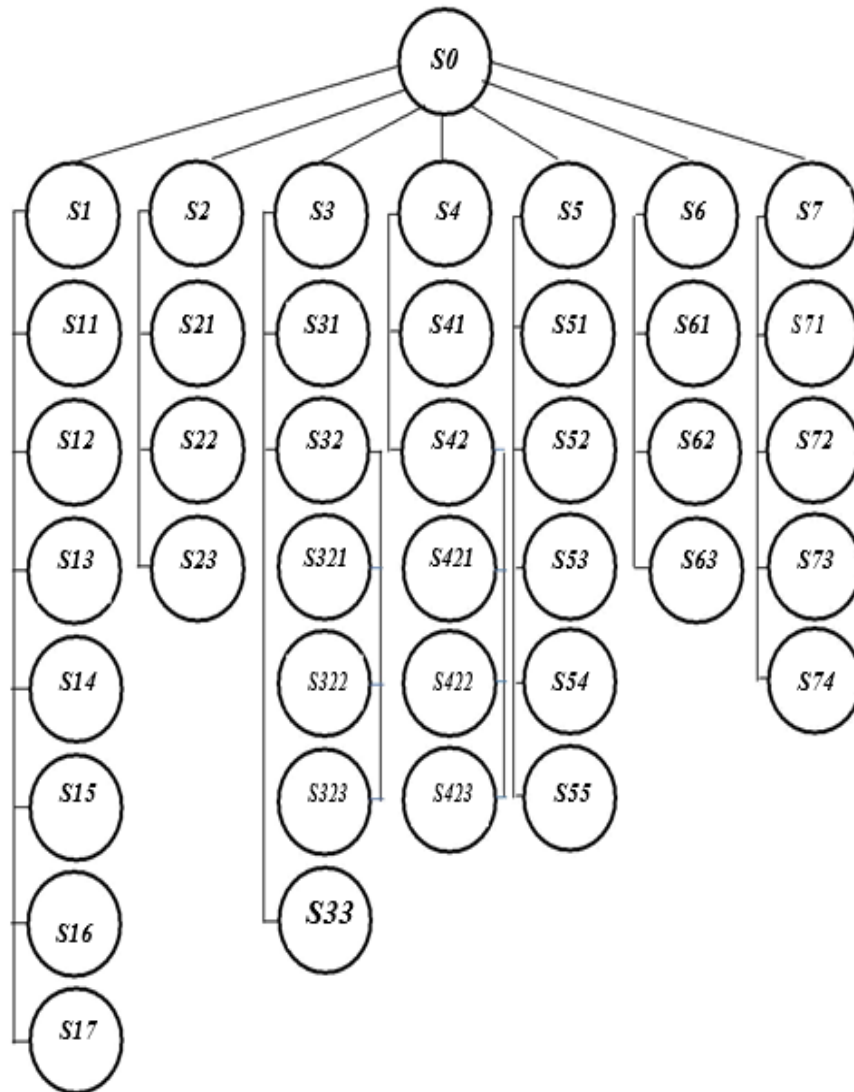 S0
S1 S2 S3 S4 S5 S6 S7
S11 S21 S31 S41 S51 S61 S71
S12 S22 S32 S42 S52 S62 S72
S13 S23 S321 S421 S53 S63 S73
S14 S322 S422 S54 S74
S15 S323 S423 S55
S16 S33
S17